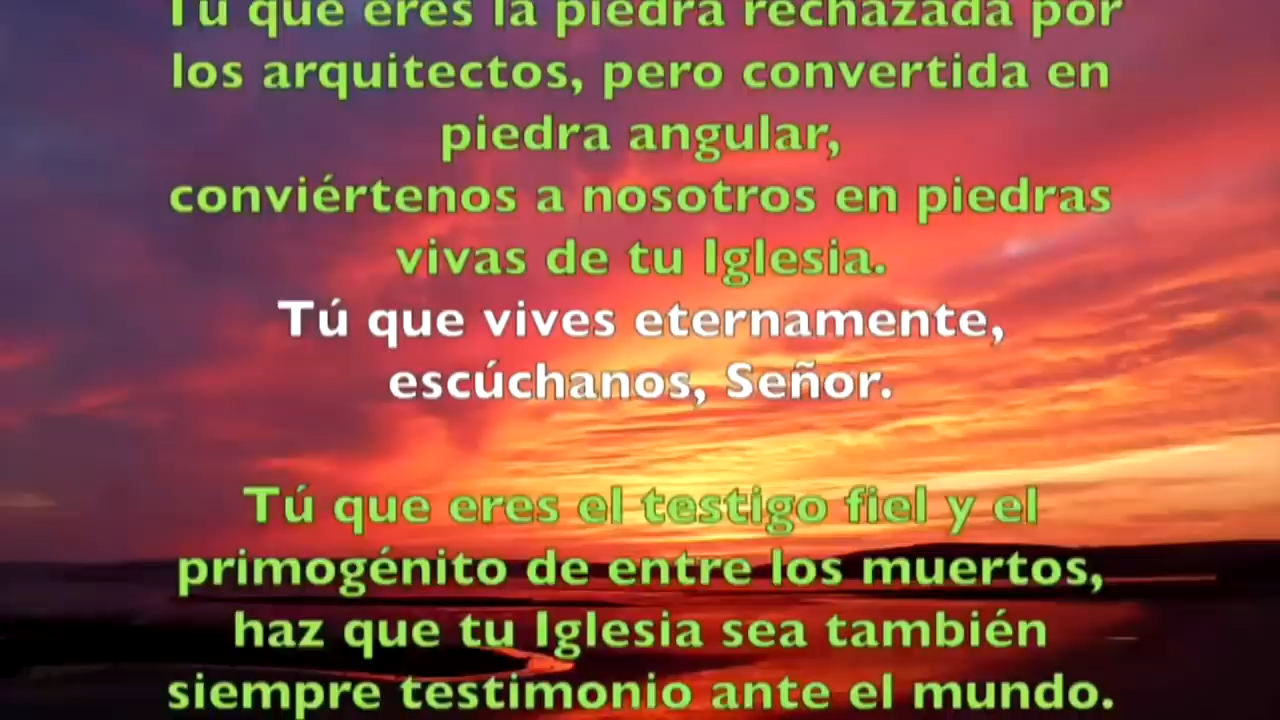 Tú que eres la piedra rechazada por
los arquitectos, pero convertida en
piedra angular,
conviértenos a nosotros en piedras
vivas de tu Iglesia.
Tú que vives eternamente,
escúchanos, Señor.
Tú que eres el testigo fiel y el
primogénito de entre los muertos,
haz que tu Iglesia sea también
siempre testimonio ante el mundo.